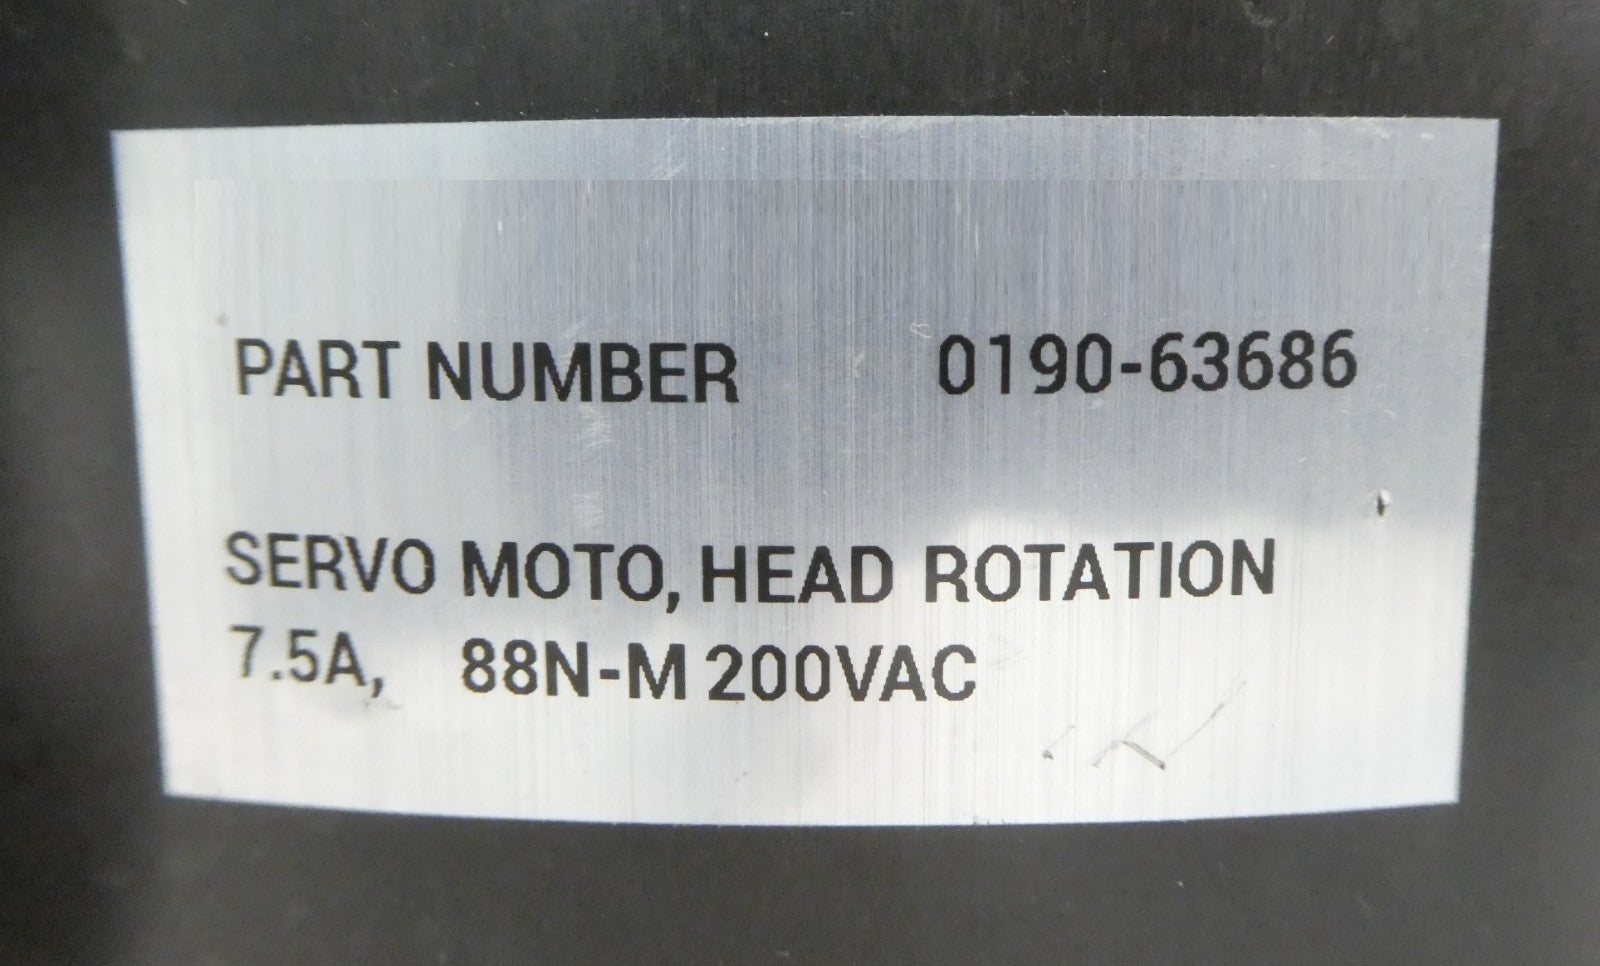 PART NUMBER 0190-63686
SERVO MOTO, HEAD ROTATION
7.5A, 88N-M 200VAC